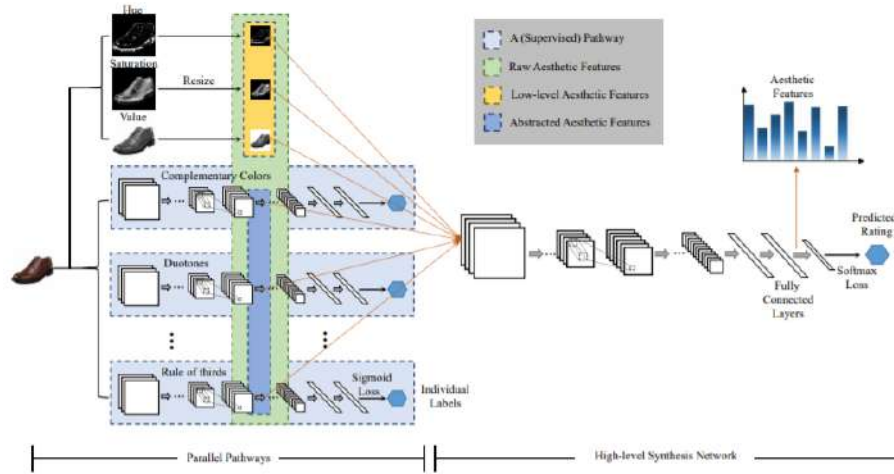 Hue
Saturation
Resize
Value
A (Supervised) Pathway
Raw Aesthetic Features
Low-level Aesthetic Features
Abstracted Aesthetic Features
Aesthetic
Features
Complementary Colors
Duotones
Rule of thirds
Sigmoid
Loss
Individual
Labels
Fully
Connected
Layers
Predicted
Rating
Softmax
Loss
Parallel Pathways
High-level Synthesis Network